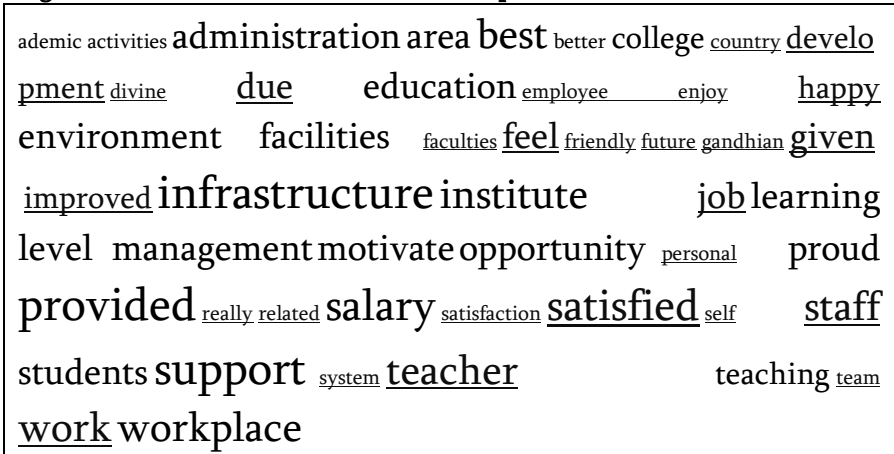 ademic activities administration area best better college country develo
pment divine due education employee enjoy happy
environment facilities faculties feel friendly future gandhian given
improved infrastructure institute job learning
level management motivate opportunity personal proud
provided really related salary satisfaction satisfied self staff
students support system teacher teaching team
work workplace